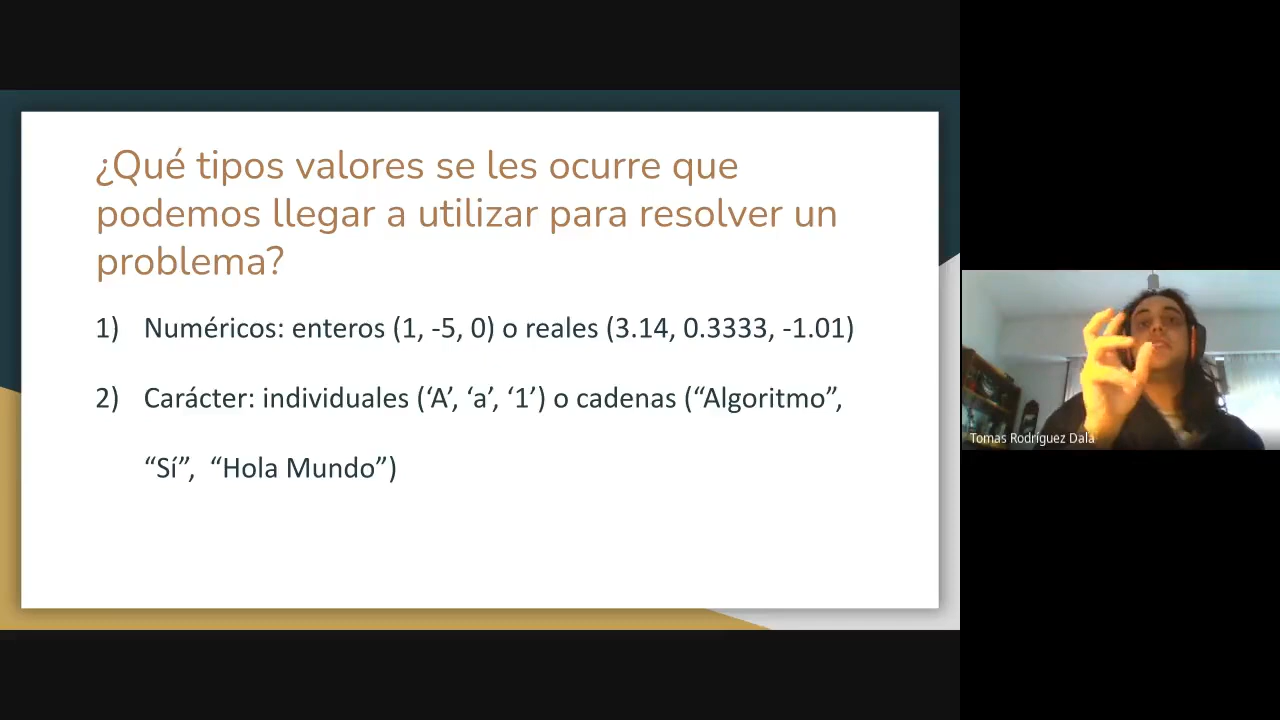 ¿Qué tipos valores se les ocurre que
podemos llegar a utilizar para resolver un
problema?
1) Numéricos: enteros (1, -5, 0) o reales (3.14, 0.3333, -1.01)
2) Carácter: individuales (‘A’, ‘a’, ‘1’) o cadenas (“Algoritmo”,
“Sí”, “Hola Mundo”)
Tomas Rodríguez Dala